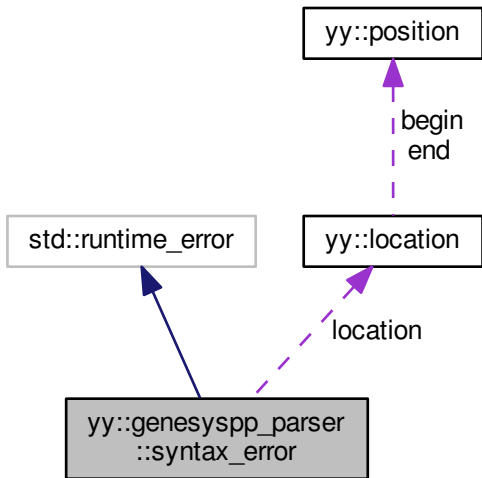 yy::position
begin
end
std::runtime_error
yy::location
location
yy::genesyspp_parser
::syntax_error